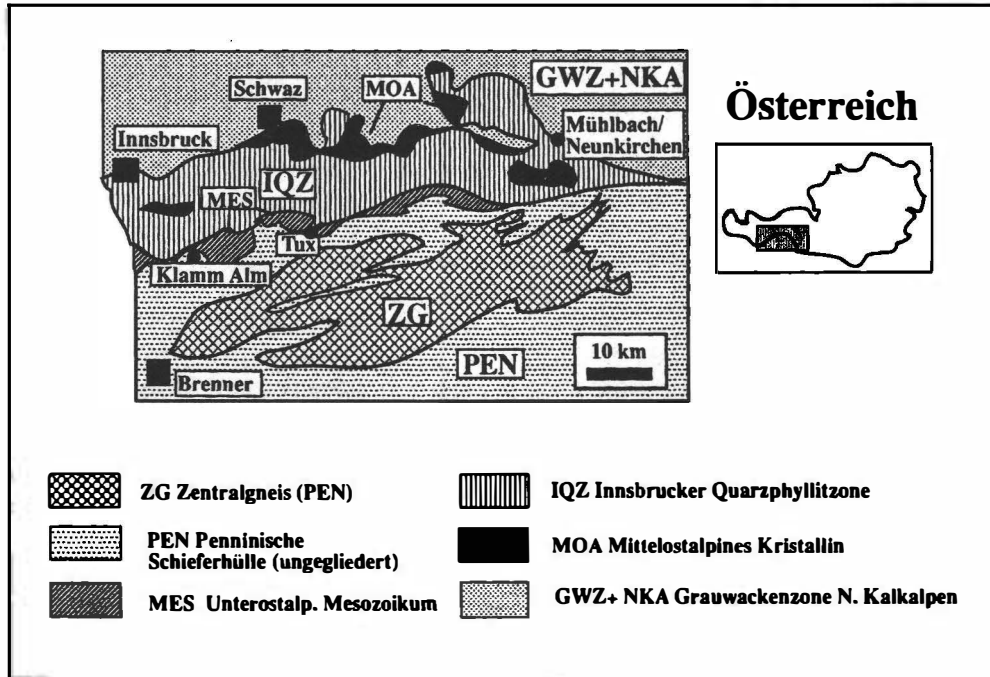 GWZ+NKA
Schwaz
MOA
Österreich
Innsbruck
Mühlbach/
Neunkirchen
IQZ
MES
Tux
Klamm Alm
ZG
10 km
PEN
Brenner
ZG Zentralgneis (PEN)
IQZ Innsbrucker Quarzphyllitzone
PEN Penninische
Schieferhülle (ungegliedert)
MOA Mittelostalpines Kristallin
MES Unterostalp. Mesozoikum
GWZ+ NKA Grauwackenzone N. Kalkalpen